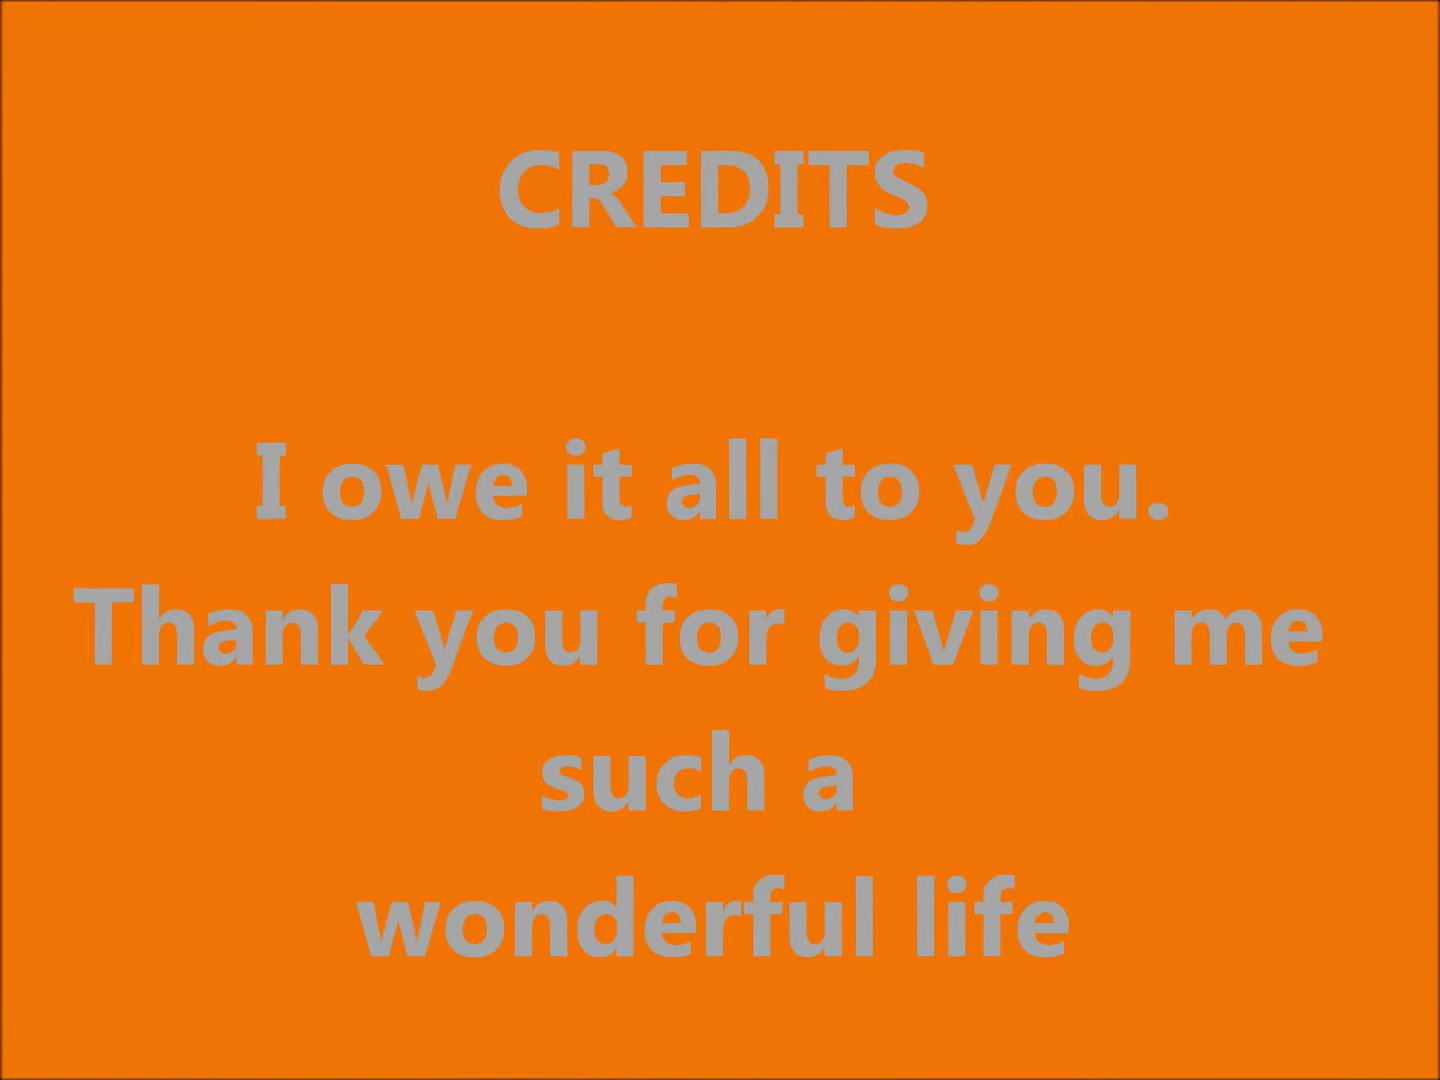 CREDITS
I owe it all to you.
Thank you for giving me
such a
wonderful life